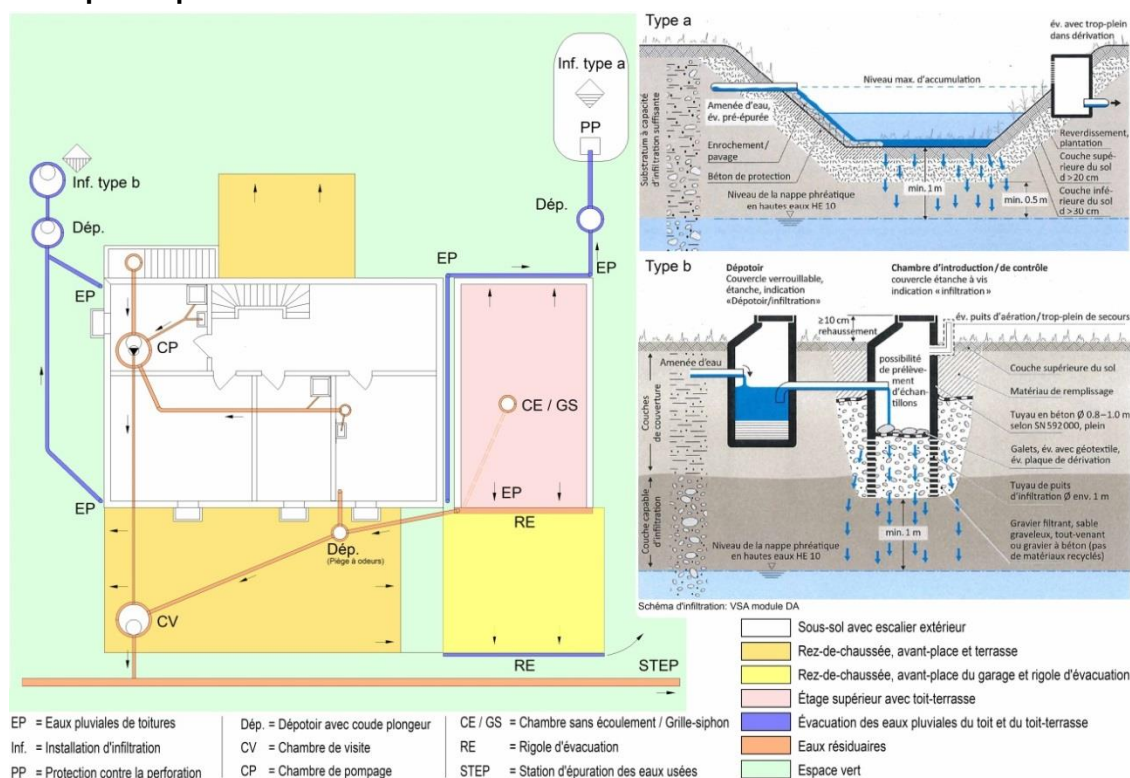 Inf. type a
PP
Inf. type b
Dép.
Dép.
EP
EP
EP
CP
CE / GS
EP
EP
RE
Dép.
(Piège à odeurs)
CV
RE
STEP
Type a
év. avec trop-plein
dans dérivation
Niveau max. d'accumulation
Substratum à capacité
d'infiltration suffisante
Amenée d'eau,
év. pré-épurée
Enrochement/
pavage
Béton de protection
Niveau de la nappe phréatique
en hautes eaux HE 10
min. 1 m
min. 0.5 m
Reverdissement,
plantation
Couche supé-
rieure du sol
d >20 cm
Couche infé-
rieure du sol
d >30 cm
Type b
Dépotoir
Couvercle verrouillable,
étanche, indication
«Dépotoir/infiltration»
Chambre d'introduction/de contrôle
couvercle étanche à vis
indication «infiltration»
≥10 cm
rehaussement
év. puits d'aération/trop-plein de secours
Amenée d'eau
possibilité
de prélève-
ment
d'échan-
tillons
Couches
de couverture
Couche capable
d'infiltration
Couche supérieure du sol
Matériau de remplissage
Tuyau en béton Ø 0.8–1.0 m
selon SN 592 000, plein
Galets, év. avec géotextile,
év. plaque de dérivation
Tuyau de puits
d'infiltration Ø env. 1 m
min. 1 m
Niveau de la nappe phréatique
en hautes eaux HE 10
Gravier filtrant, sable
graveleux, tout-venant
ou gravier à béton (pas
de matériaux recyclés)
Schèma d'infiltration: VSA module DA
Sous-sol avec escalier extérieur
Rez-de-chaussée, avant-place et terrasse
Rez-de-chaussée, avant-place du garage et rigole d'évacuation
Étage supérieur avec toit-terrasse
Évacuation des eaux pluviales du toit et du toit-terrasse
Eaux résiduaires
Espace vert
EP = Eaux pluviales de toitures
Inf. = Installation d'infiltration
PP = Protection contre la perforation
Dép. = Dépotoir avec coude plongeur
CV = Chambre de visite
CP = Chambre de pompage
CE / GS = Chambre sans écoulement / Grille-siphon
RE = Rigole d'évacuation
STEP = Station d'épuration des eaux usées